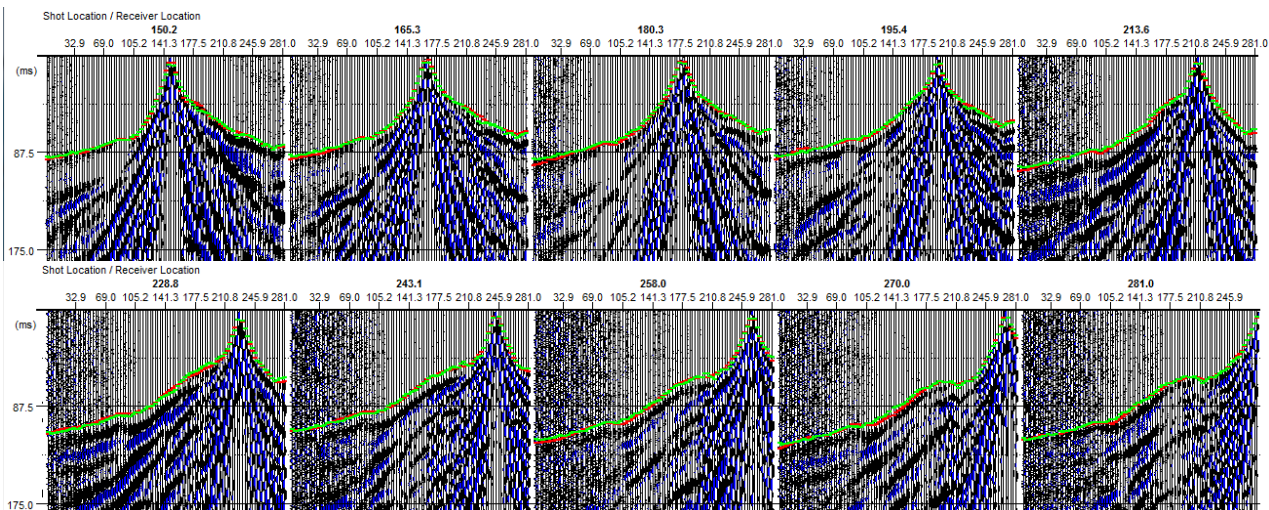 Shot Location / Receiver Location
150.2 165.3 180.3 195.4 213.6
32.9 69.0 105.2 141.3 177.5 210.8 245.9 281.0 32.9 69.0 105.2 141.3 177.5 210.8 245.9 281.0 32.9 69.0 105.2 141.3 177.5 210.8 245.9 281.0 32.9 69.0 105.2 141.3 177.5 210.8 245.9 281.0 32.9 69.0 105.2 141.3 177.5 210.8 245.9 281.0
(ms)
87.5
175.0
Shot Location / Receiver Location
228.8 243.1 258.0 270.0 281.0
32.9 69.0 105.2 141.3 177.5 210.8 245.9 281.0 32.9 69.0 105.2 141.3 177.5 210.8 245.9 281.0 32.9 69.0 105.2 141.3 177.5 210.8 245.9 281.0 32.9 69.0 105.2 141.3 177.5 210.8 245.9 281.0 32.9 69.0 105.2 141.3 177.5 210.8 245.9
(ms)
87.5
175.0